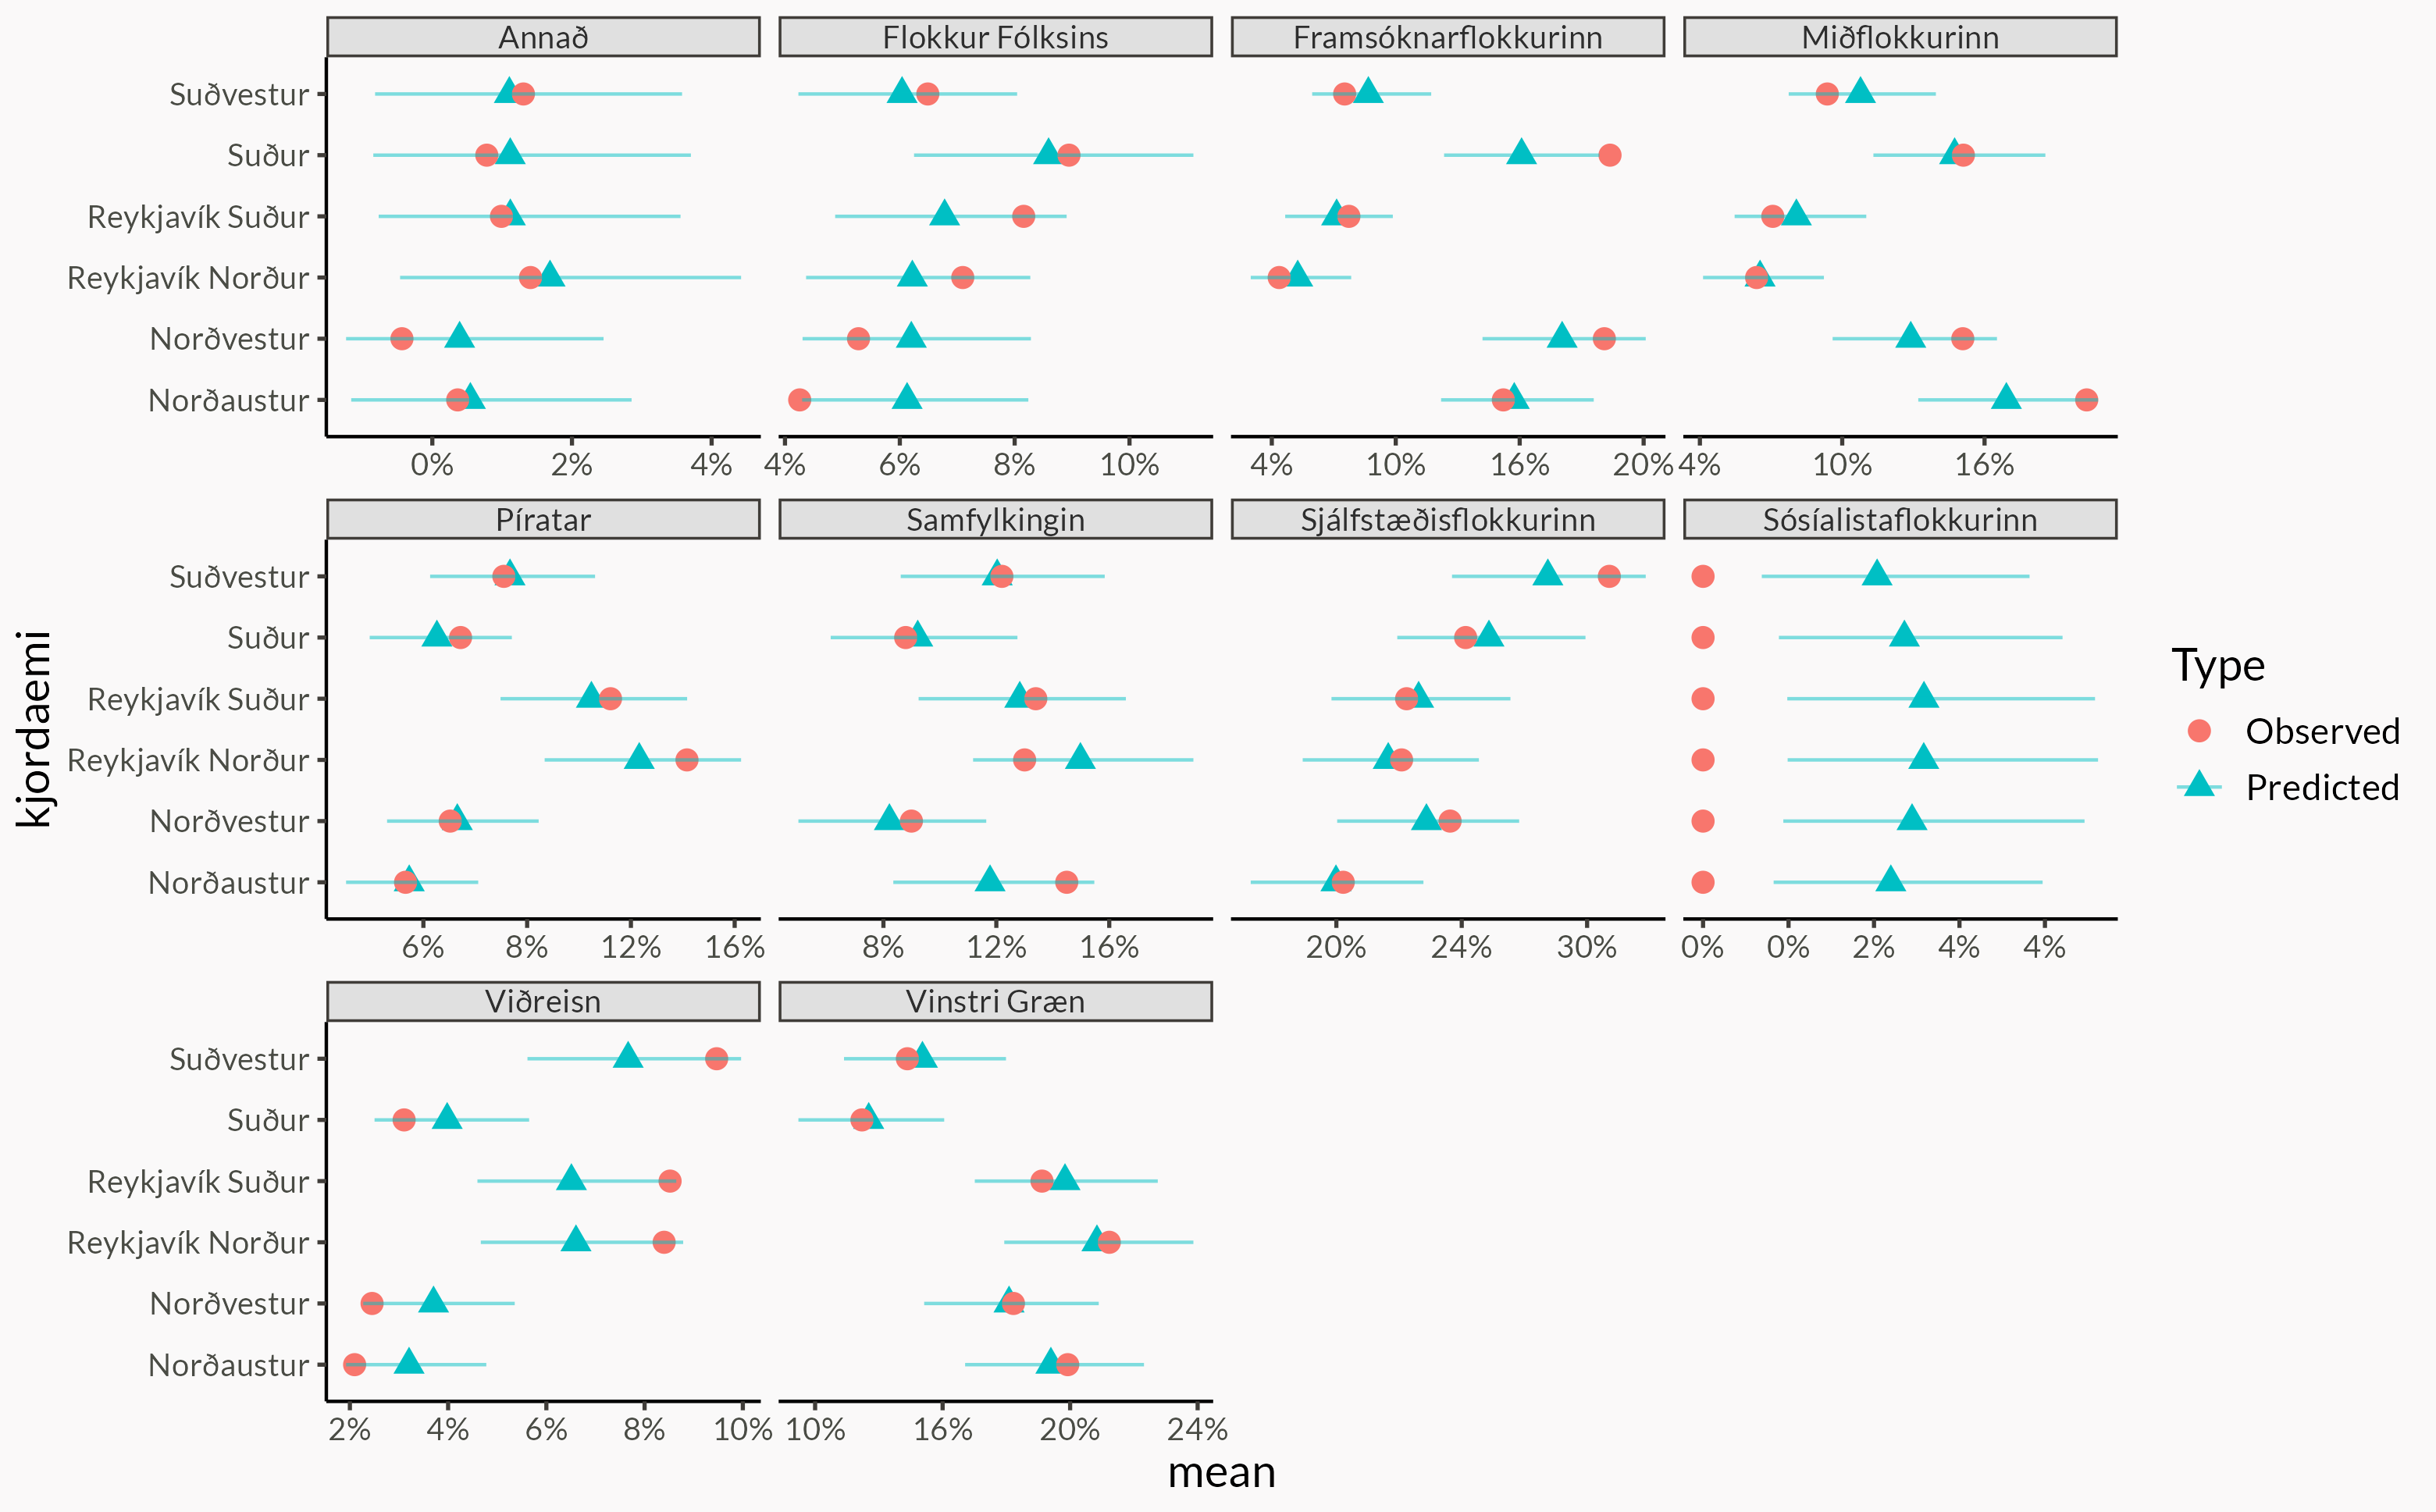 Annað Flokkur Fólksins Framsóknarflokkurinn Miðflokkurinn
Suðvestur
Suður
Reykjavík Suður
Reykjavík Norður
Norðvestur
Norðaustur
0% 2% 4% 4% 6% 8% 10% 4% 10% 16% 20% 4% 10% 16%
Píratar Samfylkingin Sjálfstæðisflokkurinn Sósíalistaflokkurinn
Suðvestur
Suður
Reykjavík Suður
Reykjavík Norður
Norðvestur
Norðaustur
6% 8% 12% 16% 8% 12% 16% 20% 24% 30% 0% 0% 2% 4% 4%
Viðreisn Vinstri Græn
Suðvestur
Suður
Reykjavík Suður
Reykjavík Norður
Norðvestur
Norðaustur
2% 4% 6% 8% 10% 10% 16% 20% 24%
mean
kjordaemi
Type
Observed
Predicted